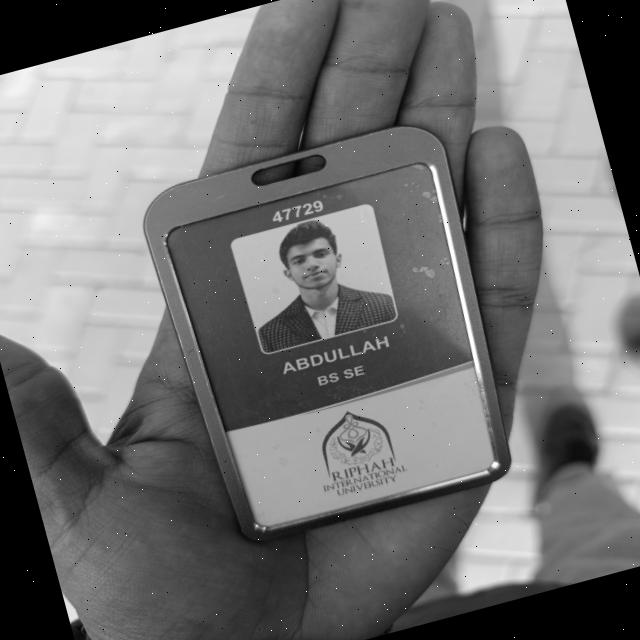 47729
ABDULLAH
BS SE
RIPHAH
INTERNATIONAL
UNIVERSITY